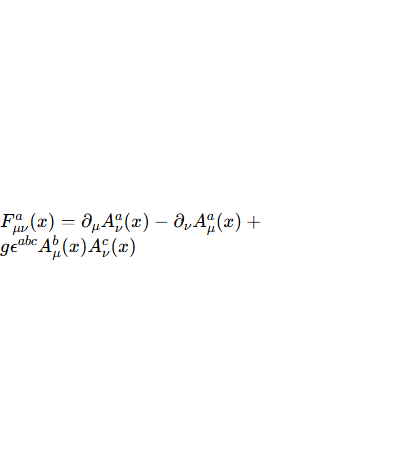 $F^a_{\mu\nu}(x) = \partial_\mu A^a_\nu(x) - \partial_\nu A^a_\mu(x) +$
$g\epsilon^{abc} A^b_\mu(x) A^c_\nu(x)$